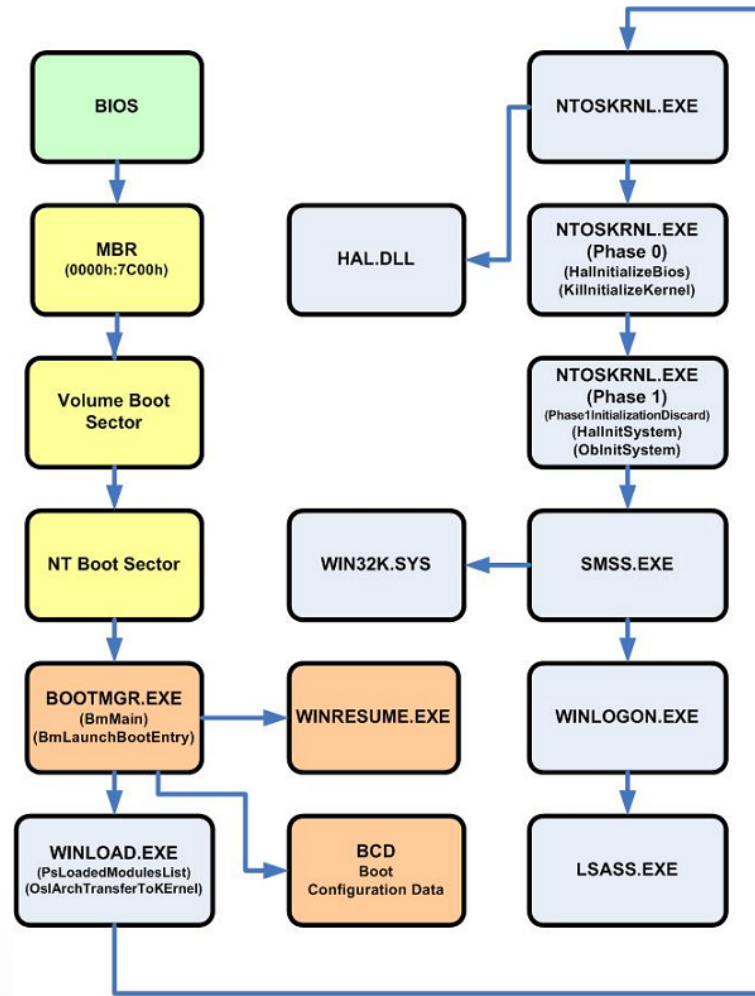 BIOS
MBR
(0000h:7C00h)
Volume Boot
Sector
NT Boot Sector
BOOTMGR.EXE
(BmMain)
(BmLaunchBootEntry)
WINLOAD.EXE
(PsLoadedModulesList)
(OslArchTransferToKErnel)
HAL.DLL
WIN32K.SYS
WINRESUME.EXE
BCD
Boot
Configuration Data
NTOSKRNL.EXE
NTOSKRNL.EXE
(Phase 0)
(HalInitializeBios)
(KiIInitializeKernel)
NTOSKRNL.EXE
(Phase 1)
(Phase1InitializationDiscard)
(HalInitSystem)
(ObInitSystem)
SMSS.EXE
WINLOGON.EXE
LSASS.EXE